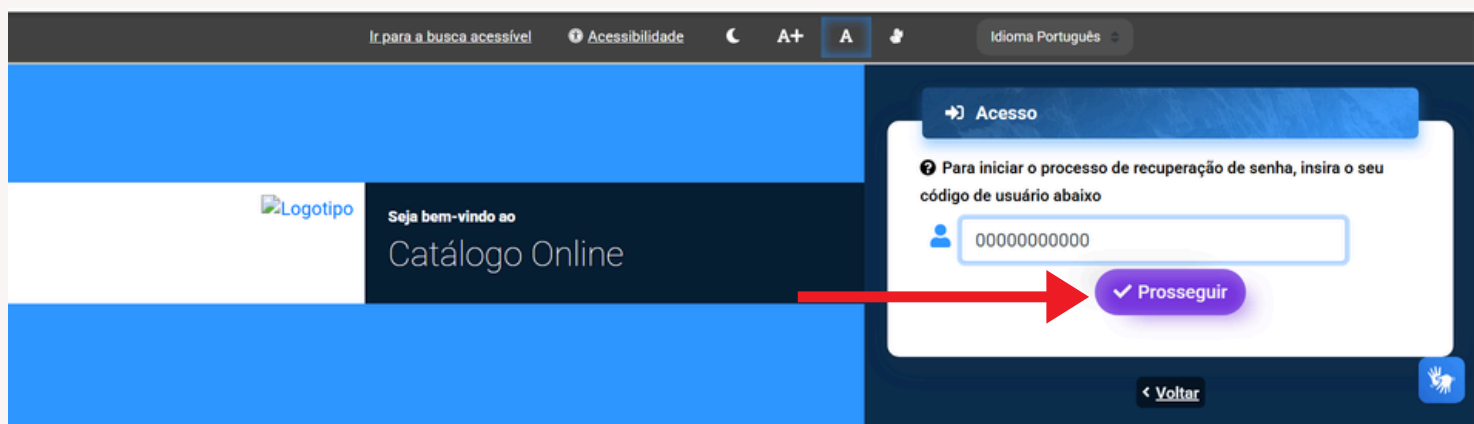 Ir para a busca acessível Acessibilidade A+ A Idioma Português
Acesso
Para iniciar o processo de recuperação de senha, insira o seu
código de usuário abaixo
Logotipo
Seja bem-vindo ao
Catálogo Online
00000000000
Prosseguir
Voltar